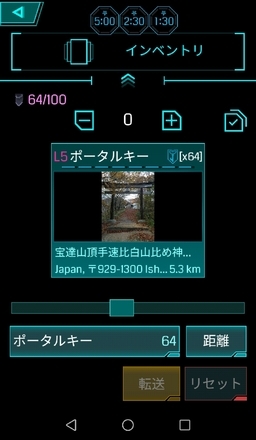 5:00 2:30 1:30
インベントリ
64/100
0
L5 ポータルキー [x64]
宝達山頂手速比白山比め神...
Japan, 〒929-1300 Ish... 5.3 km
ポータルキー 64 距離
転送 リセット